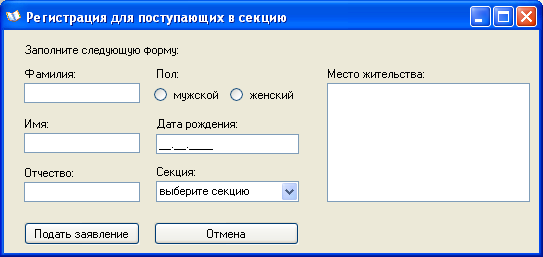 Регистрация для поступающих в секцию
Заполните следующую форму:
Фамилия:
Пол:
Место жительства:
мужской
женский
Имя:
Дата рождения:
__.__.____
Отчество:
Секция:
выберите секцию
Подать заявление
Отмена